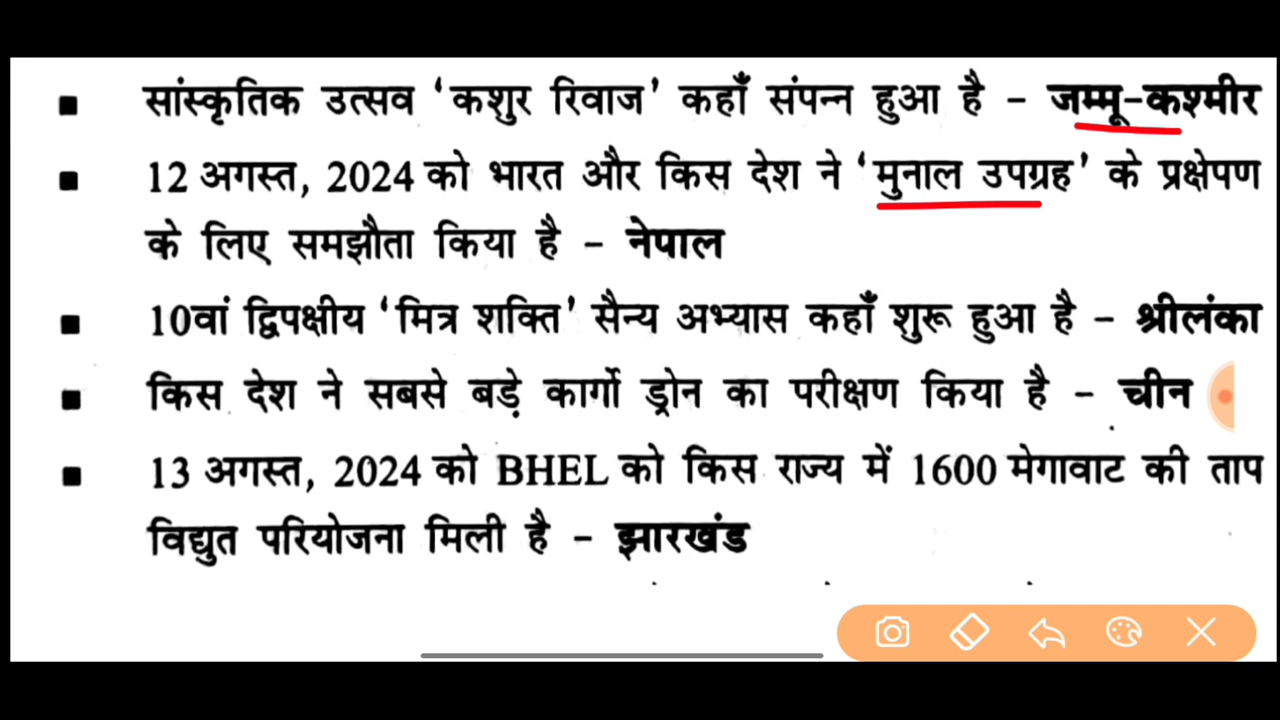 ▪ सांस्कृतिक उत्सव ‘कशुर रिवाज’ कहाँ संपन्न हुआ है – जम्मू-कश्मीर
▪ 12 अगस्त, 2024 को भारत और किस देश ने ‘मुनाल उपग्रह’ के प्रक्षेपण
के लिए समझौता किया है – नेपाल
▪ 10वां द्विपक्षीय ‘मित्र शक्ति’ सैन्य अभ्यास कहाँ शुरू हुआ है – श्रीलंका
▪ किस देश ने सबसे बड़े कार्गो ड्रोन का परीक्षण किया है – चीन
▪ 13 अगस्त, 2024 को BHEL को किस राज्य में 1600 मेगावाट की ताप
विद्युत परियोजना मिली है – झारखंड